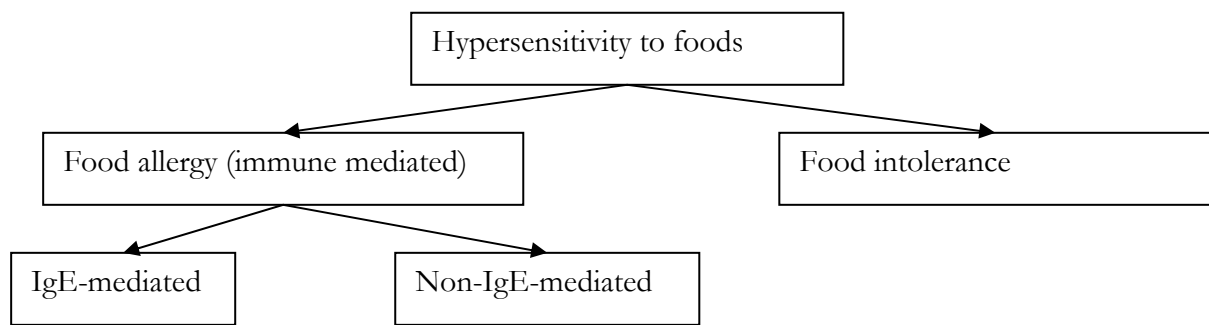 Hypersensitivity to foods
Food allergy (immune mediated)
Food intolerance
IgE-mediated
Non-IgE-mediated